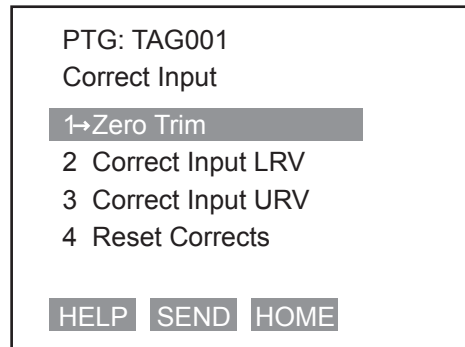 PTG: TAG001
Correct Input
1→Zero Trim
2 Correct Input LRV
3 Correct Input URV
4 Reset Corrects
HELP SEND HOME